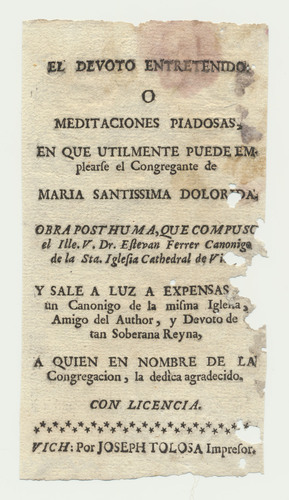 EL DEVOTO ENTRETENIDO:
O
MEDITACIONES PIADOSAS,
EN QUE UTILMENTE PUEDE EM-
plearse el Congregante de
MARIA SANTISSIMA DOLORIDA.
OBRA POSTHUMA, QUE COMPUSO
el Ille. V. Dr. Estevan Ferrer Canonigo
de la Sta. Iglesia Cathedral de Vi
Y SALE A LUZ A EXPENSAS
un Canonigo de la misma Iglesia,
Amigo del Author, y Devoto de
tan Soberana Reyna,
A QUIEN EN NOMBRE DE LA
Congregacion, la dedica agradecido.
CON LICENCIA.
VICH: Por JOSEPH TOLOSA Impresor.